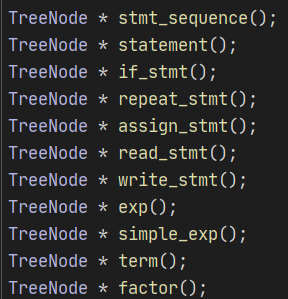 TreeNode * stmt_sequence();
TreeNode * statement();
TreeNode * if_stmt();
TreeNode * repeat_stmt();
TreeNode * assign_stmt();
TreeNode * read_stmt();
TreeNode * write_stmt();
TreeNode * exp();
TreeNode * simple_exp();
TreeNode * term();
TreeNode * factor();